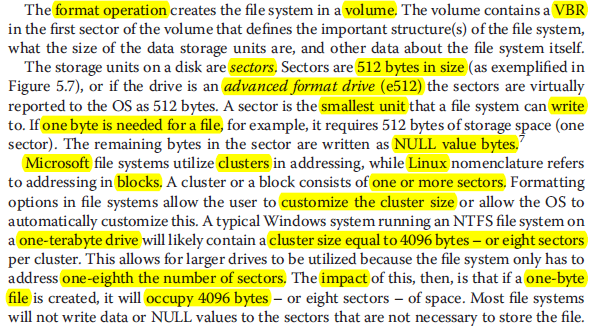 The format operation creates the file system in a volume. The volume contains a VBR
in the first sector of the volume that defines the important structure(s) of the file system,
what the size of the data storage units are, and other data about the file system itself.
The storage units on a disk are sectors. Sectors are 512 bytes in size (as exemplified in
Figure 5.7), or if the drive is an advanced format drive (e512) the sectors are virtually
reported to the OS as 512 bytes. A sector is the smallest unit that a file system can write
to. If one byte is needed for a file, for example, it requires 512 bytes of storage space (one
sector). The remaining bytes in the sector are written as NULL value bytes.7
Microsoft file systems utilize clusters in addressing, while Linux nomenclature refers
to addressing in blocks. A cluster or a block consists of one or more sectors. Formatting
options in file systems allow the user to customize the cluster size or allow the OS to
automatically customize this. A typical Windows system running an NTFS file system on
a one-terabyte drive will likely contain a cluster size equal to 4096 bytes – or eight sectors
per cluster. This allows for larger drives to be utilized because the file system only has to
address one-eighth the number of sectors. The impact of this, then, is that if a one-byte
file is created, it will occupy 4096 bytes – or eight sectors – of space. Most file systems
will not write data or NULL values to the sectors that are not necessary to store the file.